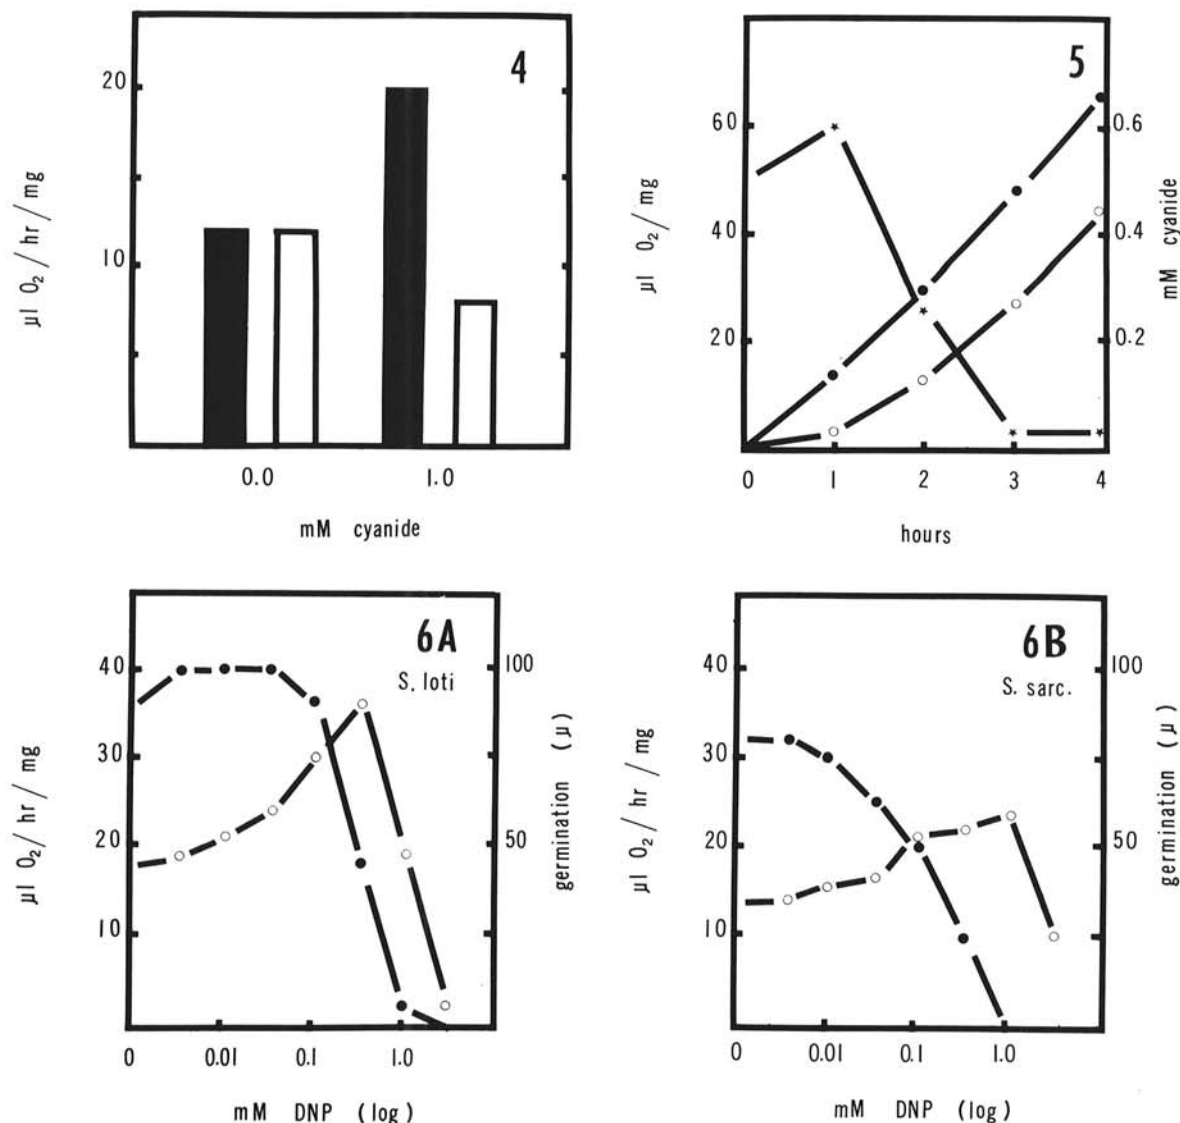 4
20
10
μl O₂/hr/mg
0.0 1.0
mM cyanide
5
60
40
20
μl O₂/mg
0.6
0.4
0.2
mM cyanide
0 1 2 3 4
hours
6A
S. loti
40
30
20
10
μl O₂/hr/mg
100
50
germination (μ)
0 0.01 0.1 1.0
mM DNP (log)
6B
S. sarc.
40
30
20
10
μl O₂/hr/mg
100
50
germination (μ)
0 0.01 0.1 1.0
mM DNP (log)